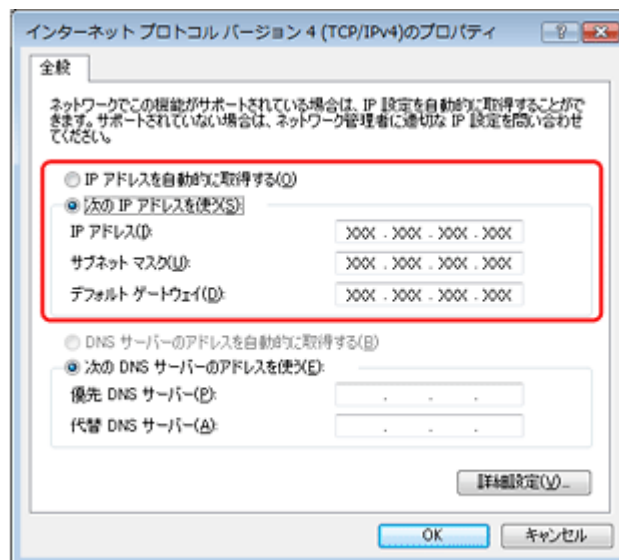 インターネット プロトコル バージョン 4 (TCP/IPv4)のプロパティ
全般
ネットワークでこの機能がサポートされている場合は、IP 設定を自動的に取得することがで
きます。サポートされていない場合は、ネットワーク管理者に適切な IP 設定を問い合わせ
てください。
IP アドレスを自動的に取得する(O)
次の IP アドレスを使う(S):
IP アドレス(I): XXX . XXX . XXX . XXX
サブネット マスク(U): XXX . XXX . XXX . XXX
デフォルト ゲートウェイ(D): XXX . XXX . XXX . XXX
DNS サーバーのアドレスを自動的に取得する(B)
次の DNS サーバーのアドレスを使う(E):
優先 DNS サーバー(P): . . .
代替 DNS サーバー(A): . . .
詳細設定(V)...
OK キャンセル